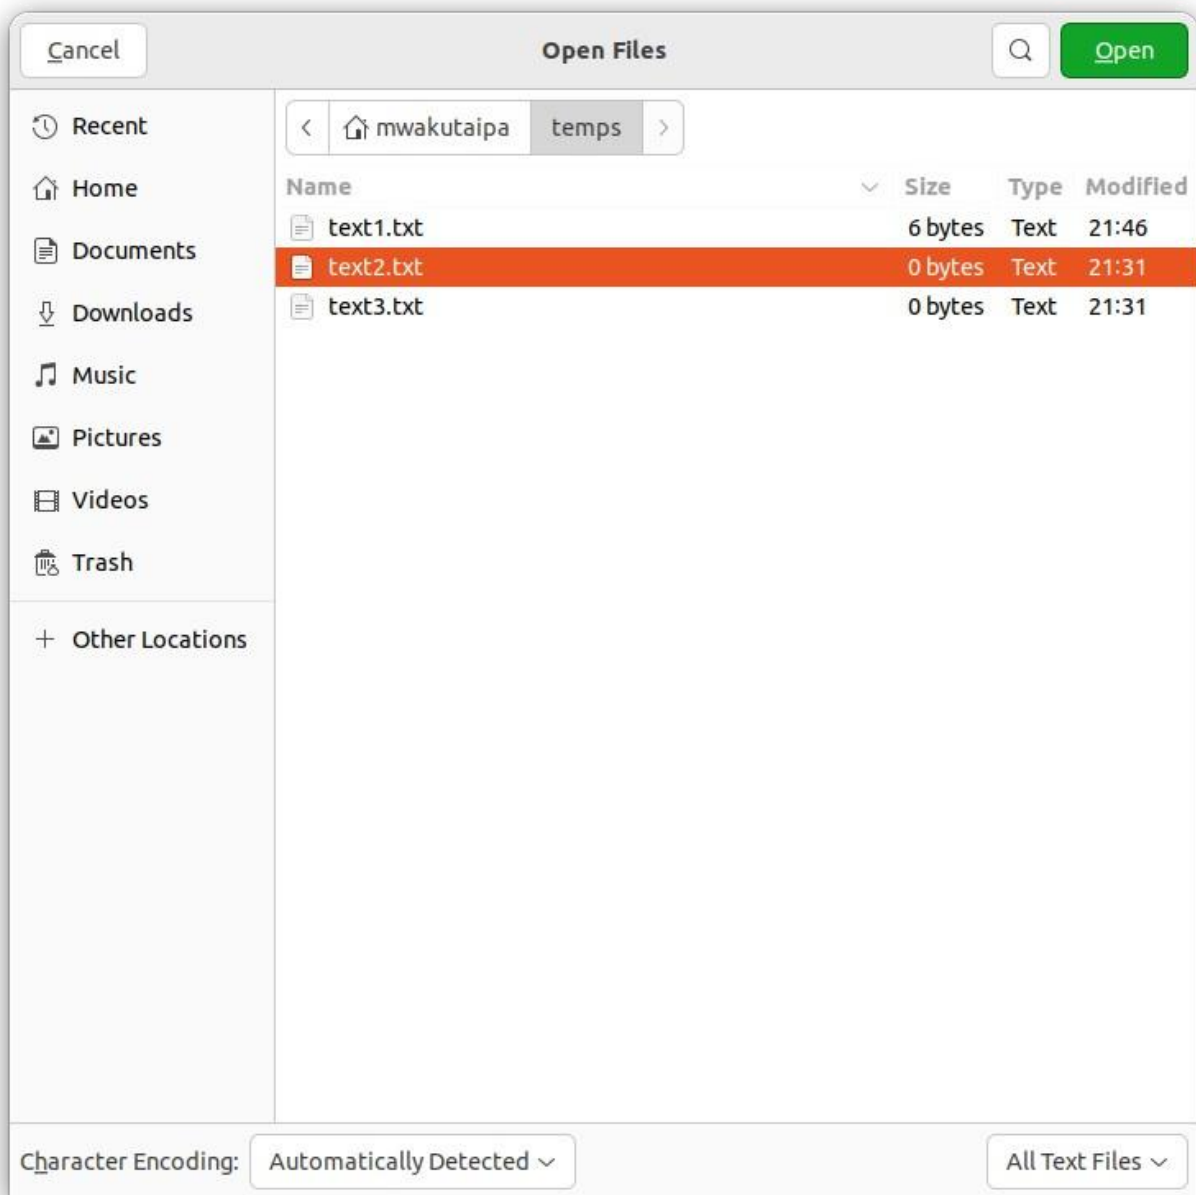 Cancel Open Files Open
Recent
Home
Documents
Downloads
Music
Pictures
Videos
Trash
Other Locations
mwakutaipa temps
Name Size Type Modified
text1.txt 6 bytes Text 21:46
text2.txt 0 bytes Text 21:31
text3.txt 0 bytes Text 21:31
Character Encoding: Automatically Detected All Text Files